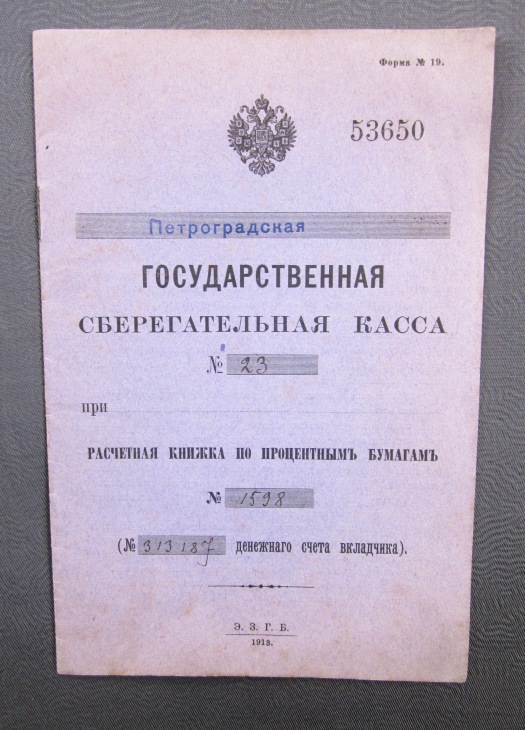 Форма № 19.
53650
Петроградская
ГОСУДАРСТВЕННАЯ
СБЕРЕГАТЕЛЬНАЯ КАССА
№ 23
при
РАСЧЕТНАЯ КНИЖКА ПО ПРОЦЕНТНЫМЪ БУМАГАМЪ
№ 1598
(№ 313187 денежнаго счета вкладчика).
Э. З. Г. Б.
1913.